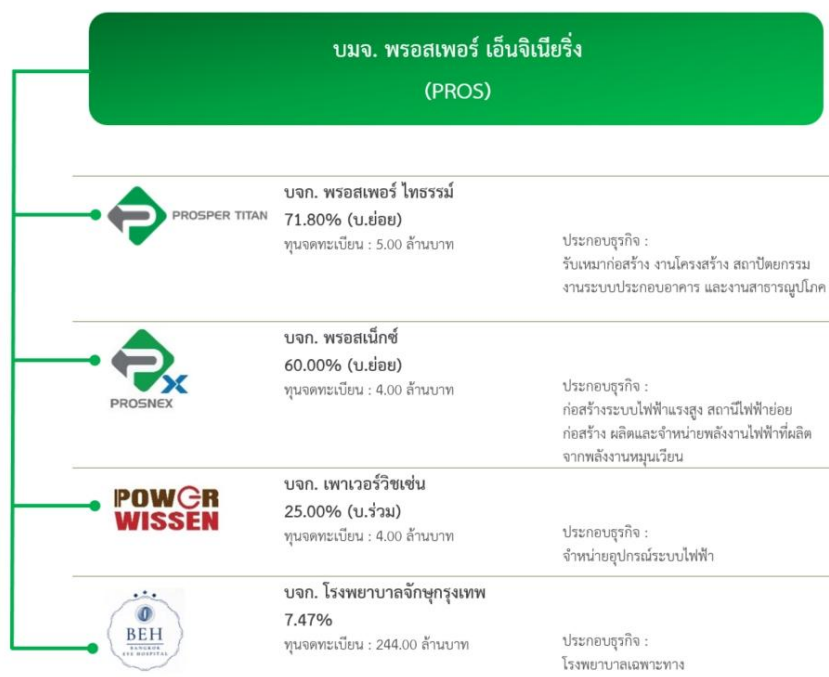 บมจ. พรอสเพอร์ เอ็นจิเนียริ่ง
(PROS)
PROSPER TITAN
บจก. พรอสเพอร์ ไทธรรม์
71.80% (บ.ย่อย)
ทุนจดทะเบียน : 5.00 ล้านบาท
ประกอบธุรกิจ :
รับเหมาก่อสร้าง งานโครงสร้าง สถาปัตยกรรม
งานระบบประกอบอาคาร และงานสาธารณูปโภค
PROSNEX
บจก. พรอสเน็กซ์
60.00% (บ.ย่อย)
ทุนจดทะเบียน : 4.00 ล้านบาท
ประกอบธุรกิจ :
ก่อสร้างระบบไฟฟ้าแรงสูง สถานีไฟฟ้าย่อย
ก่อสร้าง ผลิตและจำหน่ายพลังงานไฟฟ้าที่ผลิต
จากพลังงานหมุนเวียน
POWER
WISSEN
บจก. เพาเวอร์วิชเซ่น
25.00% (บ.ร่วม)
ทุนจดทะเบียน : 4.00 ล้านบาท
ประกอบธุรกิจ :
จำหน่ายอุปกรณ์ระบบไฟฟ้า
BEH
BANGKOK
EYE HOSPITAL
บจก. โรงพยาบาลจักษุกรุงเทพ
7.47%
ทุนจดทะเบียน : 244.00 ล้านบาท
ประกอบธุรกิจ :
โรงพยาบาลเฉพาะทาง